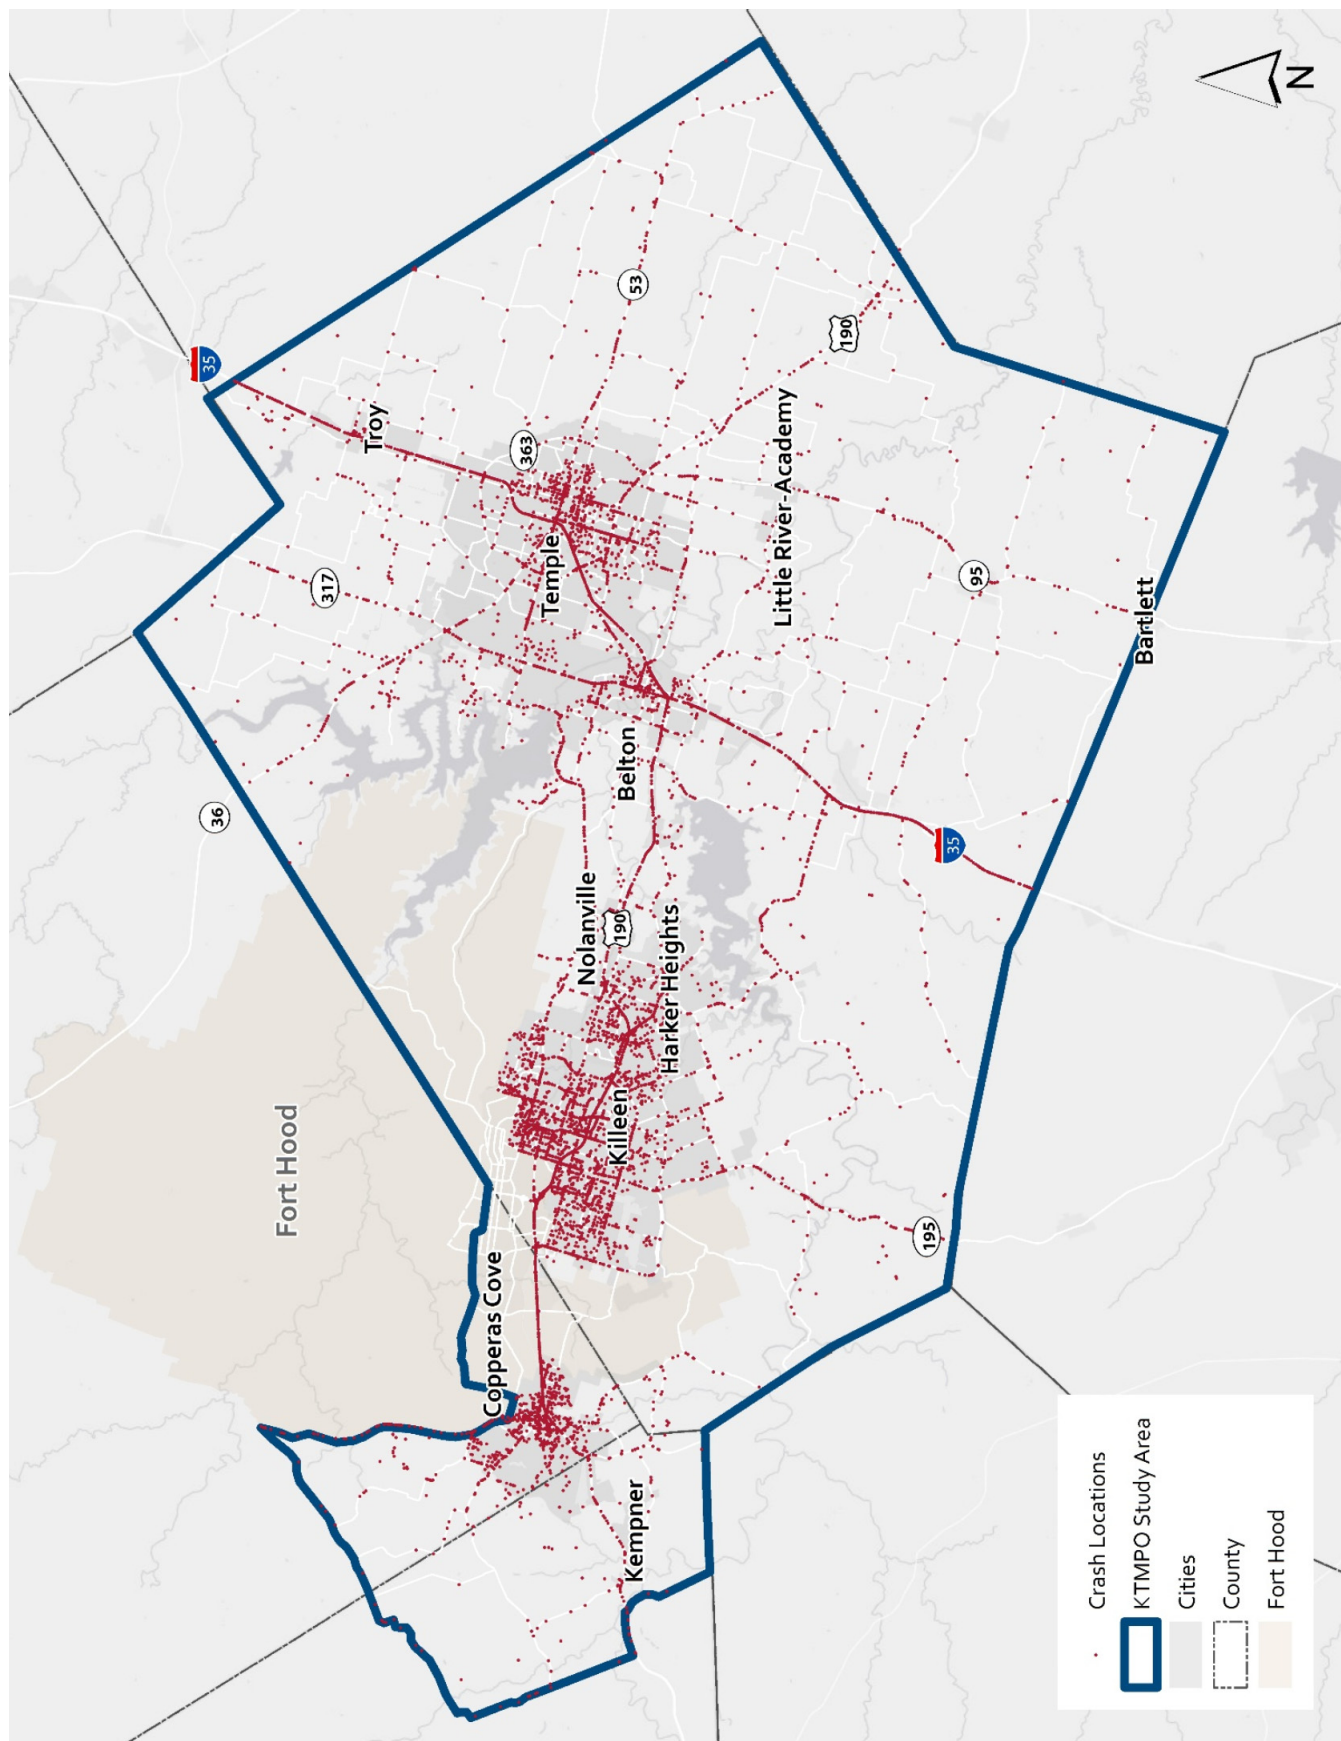 Fort Hood
Copperas Cove
Kempner
Killeen
Harker Heights
Nolanville
Belton
Temple
Troy
Little River-Academy
Bartlett
36
317
35
363
53
190
190
95
35
195
N
Crash Locations
KTMPO Study Area
Cities
County
Fort Hood